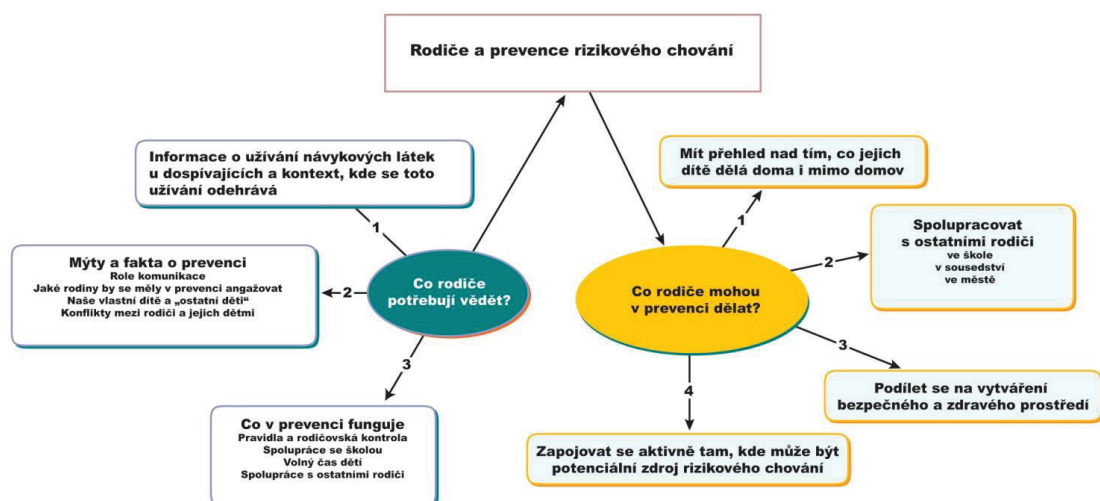 Rodiče a prevence rizikového chování
Informace o užívání návykových látek
u dospívajících a kontext, kde se toto
užívání odehrává
1
Mýty a fakta o prevenci
Role komunikace
Jaké rodiny by se měly v prevenci angažovat
Naše vlastní dítě a „ostatní děti“
Konflikty mezi rodiči a jejich dětmi
2
Co rodiče
potřebují vědět?
3
Co v prevenci funguje
Pravidla a rodičovská kontrola
Spolupráce se školou
Volný čas dětí
Spolupráce s ostatními rodiči
Co rodiče mohou
v prevenci dělat?
1
Mít přehled nad tím, co jejich
dítě dělá doma i mimo domov
2
Spolupracovat
s ostatními rodiči
ve škole
v sousedství
ve městě
3
Podílet se na vytváření
bezpečného a zdravého prostředí
4
Zapojovat se aktivně tam, kde může být
potenciální zdroj rizikového chování